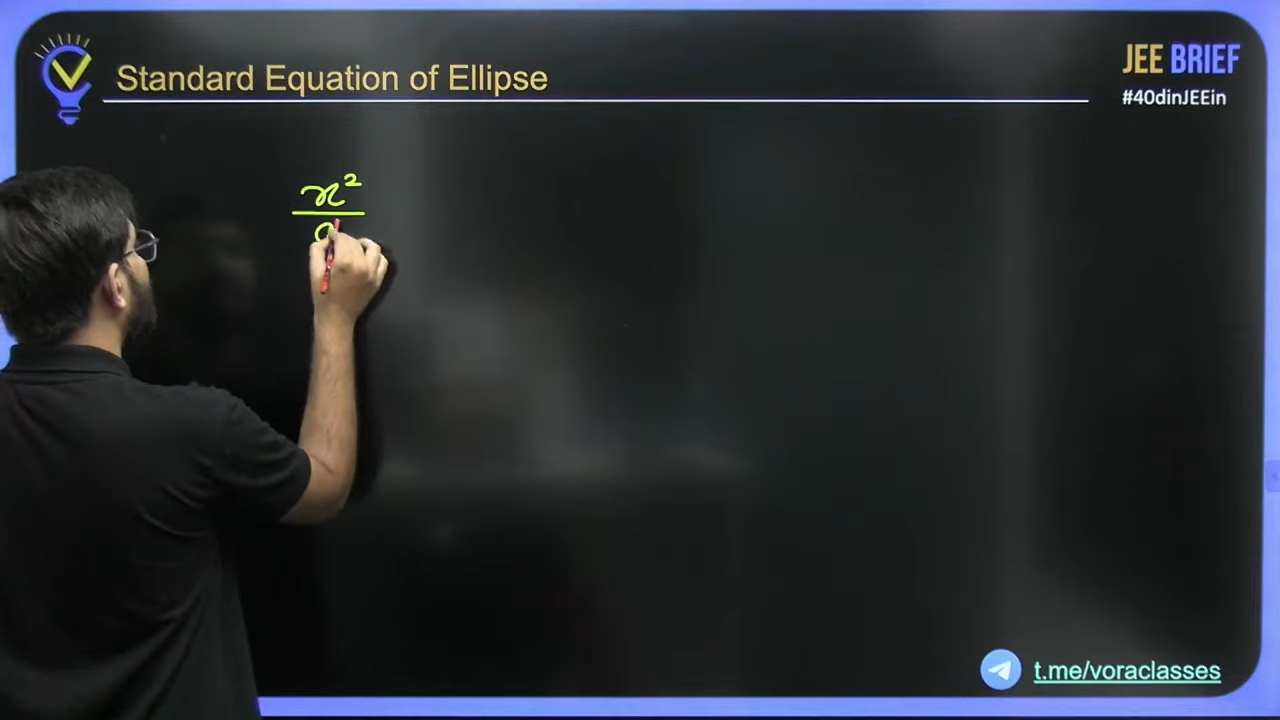 Standard Equation of Ellipse
JEE BRIEF
#40dinJEEin
x²
t.me/voraclasses